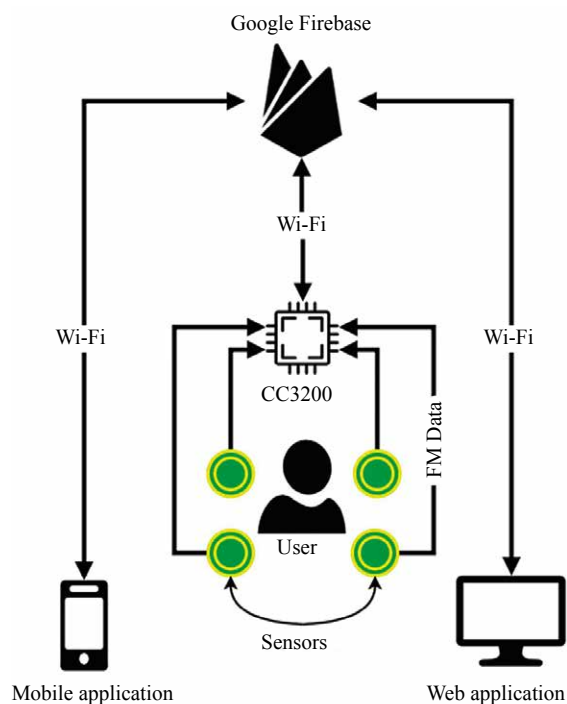 Google Firebase
Wi-Fi
Wi-Fi
Wi-Fi
CC3200
FM Data
User
Sensors
Mobile application
Web application